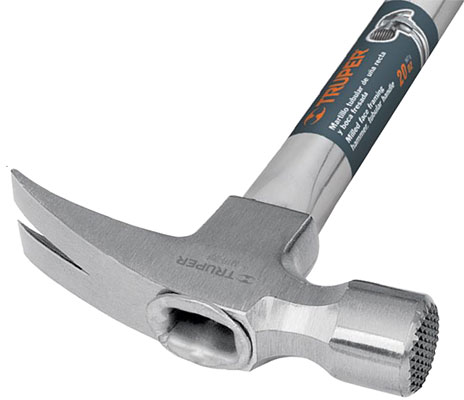 TRUPER
Martillo tubular de uña recta
y boca fresada
Milled face framing
hammer, tubular handle
20 oz
TRUPER